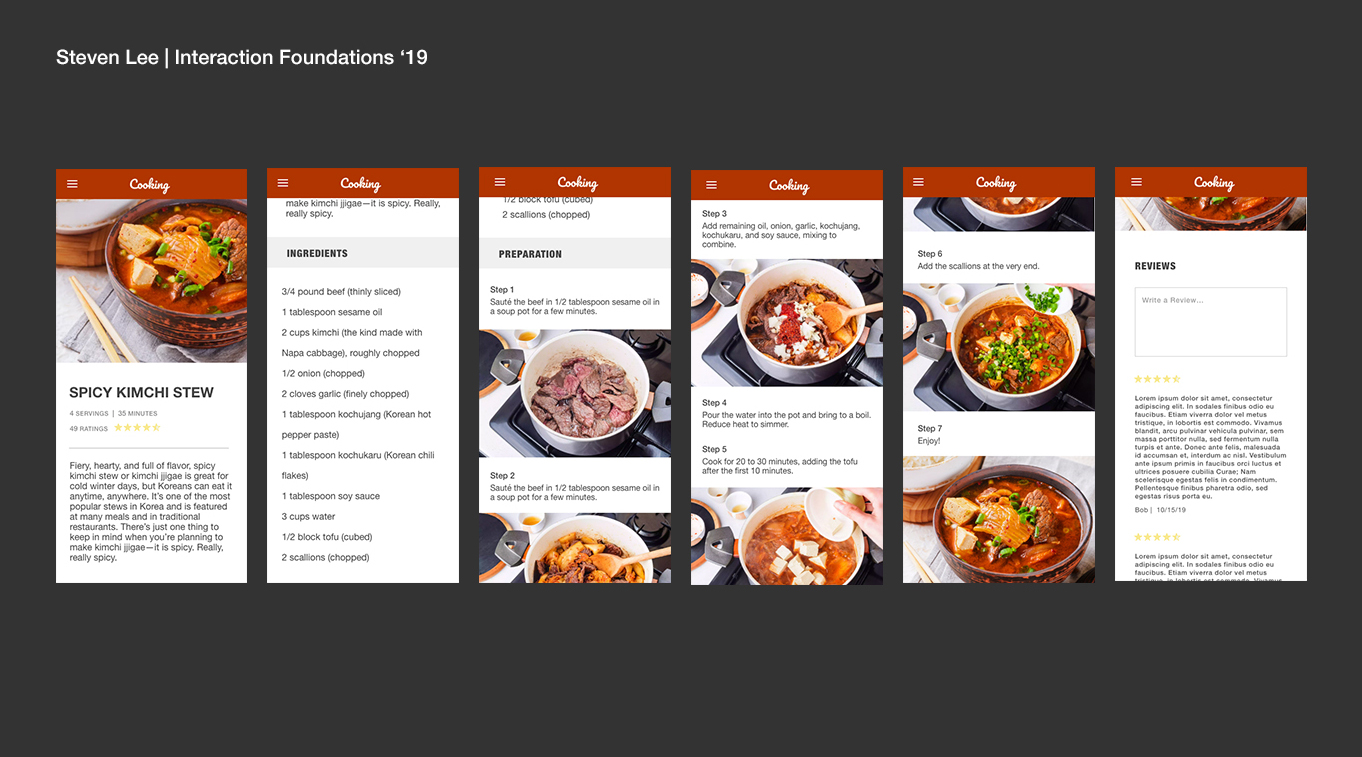 Steven Lee | Interaction Foundations ‘19
Cooking
SPICY KIMCHI STEW
4 SERVINGS | 35 MINUTES
49 RATINGS
Fiery, hearty, and full of flavor, spicy
kimchi stew or kimchi jjigae is great for
cold winter days, but Koreans can eat it
anytime, anywhere. It’s one of the most
popular stews in Korea and is featured
at many meals and in traditional
restaurants. There’s just one thing to
keep in mind when you’re planning to
make kimchi jjigae—it is spicy. Really,
really spicy.
Cooking
make kimchi jjigae—it is spicy. Really,
really spicy.
INGREDIENTS
3/4 pound beef (thinly sliced)
1 tablespoon sesame oil
2 cups kimchi (the kind made with
Napa cabbage), roughly chopped
1/2 onion (chopped)
2 cloves garlic (finely chopped)
1 tablespoon kochujang (Korean hot
pepper paste)
1 tablespoon kochukaru (Korean chili
flakes)
1 tablespoon soy sauce
3 cups water
1/2 block tofu (cubed)
2 scallions (chopped)
Cooking
1/2 block tofu (cubed)
2 scallions (chopped)
PREPARATION
Step 1
Sauté the beef in 1/2 tablespoon sesame oil in
a soup pot for a few minutes.
Step 2
Sauté the beef in 1/2 tablespoon sesame oil in
a soup pot for a few minutes.
Cooking
Step 3
Add remaining oil, onion, garlic, kochujang,
kochukaru, and soy sauce, mixing to
combine.
Step 4
Pour the water into the pot and bring to a boil.
Reduce heat to simmer.
Step 5
Cook for 20 to 30 minutes, adding the tofu
after the first 10 minutes.
Cooking
Step 6
Add the scallions at the very end.
Step 7
Enjoy!
Cooking
REVIEWS
Write a Review...
Lorem ipsum dolor sit amet, consectetur
adipiscing elit. In sodales finibus odio eu
faucibus. Etiam viverra dolor vel metus
tristique, in lobortis est commodo. Vivamus
blandit, arcu pulvinar vehicula pulvinar, sem
massa porttitor nulla, sed fermentum nulla
turpis et ante. Donec ante felis, malesuada
id accumsan et, interdum ac nisl. Vestibulum
ante ipsum primis in faucibus orci luctus et
ultrices posuere cubilia Curae; Nam
scelerisque egestas felis in condimentum.
Pellentesque finibus pharetra odio, sed
egestas risus porta eu.
Bob | 10/15/19
Lorem ipsum dolor sit amet, consectetur
adipiscing elit. In sodales finibus odio eu
faucibus. Etiam viverra dolor vel metus
tristique, in lobortis est commodo. Vivamus